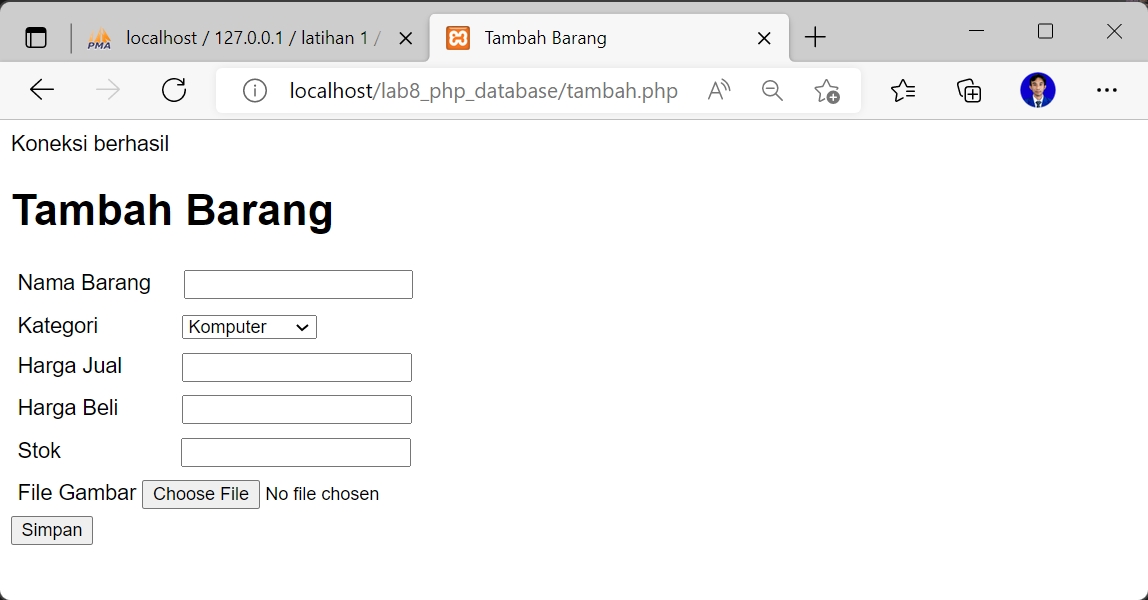 PMA localhost / 127.0.0.1 / latihan 1 / Tambah Barang
localhost/lab8_php_database/tambah.php
Koneksi berhasil
Tambah Barang
Nama Barang
Kategori Komputer
Harga Jual
Harga Beli
Stok
File Gambar Choose File No file chosen
Simpan